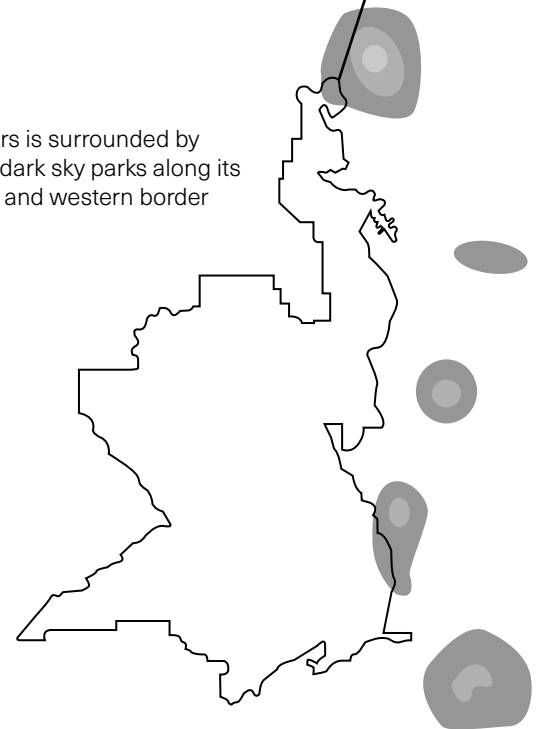 rs is surrounded by
dark sky parks along its
and western border